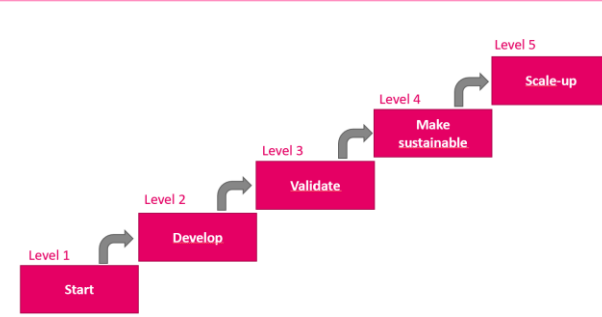 Level 5
Scale-up
Level 4
Make
sustainable
Level 3
Validate
Level 2
Develop
Level 1
Start